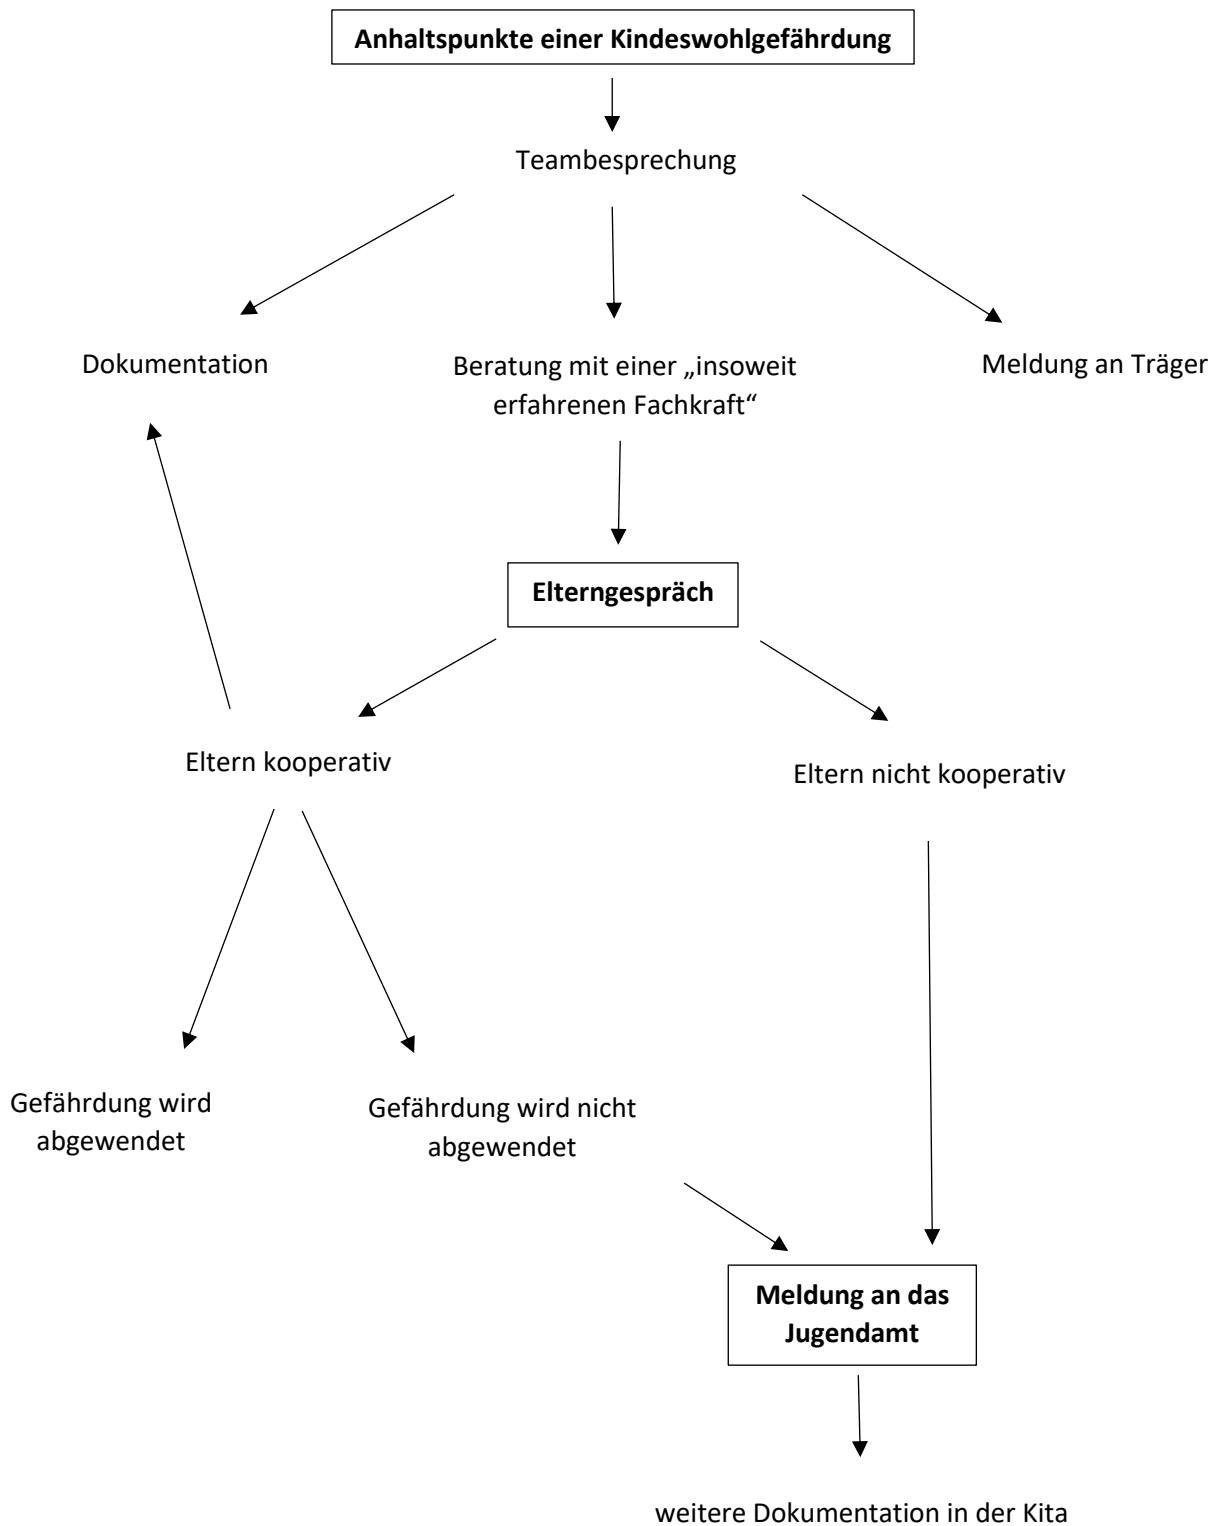 Anhaltspunkte einer Kindeswohlgefährdung
Teambesprechung
Dokumentation
Beratung mit einer „insoweit
erfahrenen Fachkraft“
Meldung an Träger
Elterngespräch
Eltern kooperativ
Eltern nicht kooperativ
Gefährdung wird
abgewendet
Gefährdung wird nicht
abgewendet
Meldung an das
Jugendamt
weitere Dokumentation in der Kita